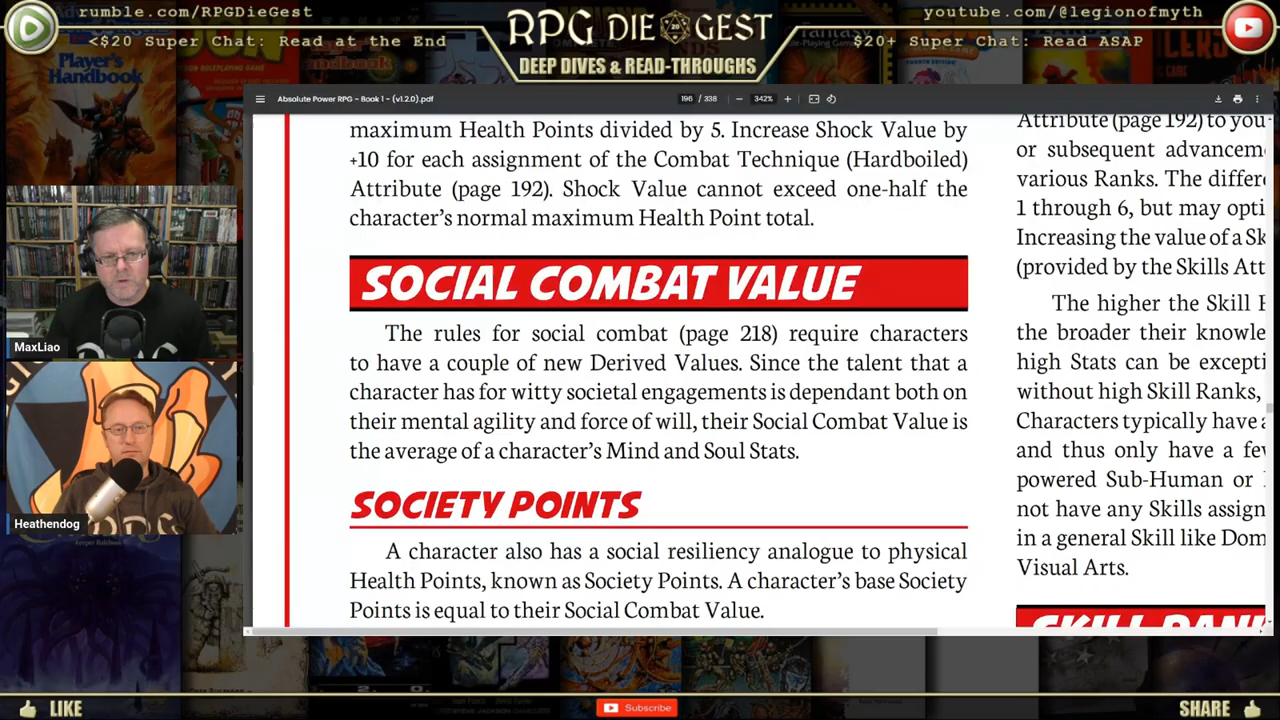 rumble.com/RPGDieGest
<$20 Super Chat: Read at the End
RPG DIE GEST
DEEP DIVES & READ-THROUGHS
youtube.com/@legionofmyth
$20+ Super Chat: Read ASAP
Player's
Handbook
Absolute Power RPG - Book 1 - (v1.2.0).pdf
196 / 338
342%
maximum Health Points divided by 5. Increase Shock Value by
+10 for each assignment of the Combat Technique (Hardboiled)
Attribute (page 192). Shock Value cannot exceed one-half the
character's normal maximum Health Point total.
SOCIAL COMBAT VALUE
The rules for social combat (page 218) require characters
to have a couple of new Derived Values. Since the talent that a
character has for witty societal engagements is dependant both on
their mental agility and force of will, their Social Combat Value is
the average of a character's Mind and Soul Stats.
SOCIETY POINTS
A character also has a social resiliency analogue to physical
Health Points, known as Society Points. A character's base Society
Points is equal to their Social Combat Value.
Attribute (page 192) to you
or subsequent advancem
various Ranks. The differe
1 through 6, but may opti
Increasing the value of a Sk
(provided by the Skills Att
The higher the Skill
the broader their knowle
high Stats can be excepti
without high Skill Ranks,
Characters typically have a
and thus only have a few
powered Sub-Human or
not have any Skills assign
in a general Skill like Dom
Visual Arts.
MaxLiao
Heathendog
LIKE
Subscribe
SHARE